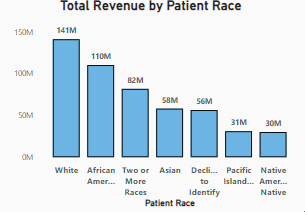 Total Revenue by Patient Race
150M
100M
50M
0M
141M
110M
82M
58M
56M
31M
30M
White
African
Amer...
Two or
More
Races
Asian
Decli...
to
Identify
Pacific
Island...
Native
Amer...
Native
Patient Race